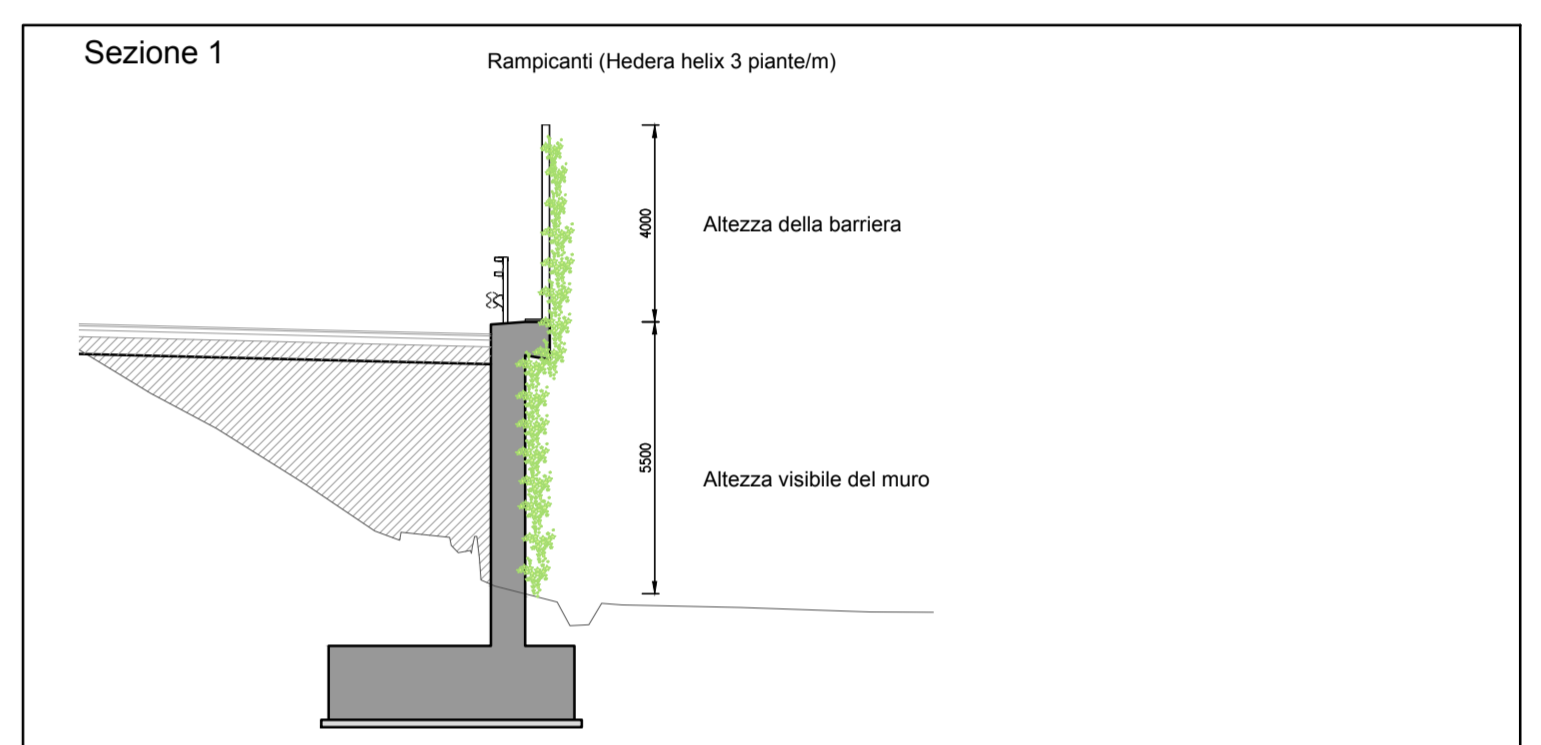 Sezione 1
Rampicanti (Hedera helix 3 piante/m)
4000
Altezza della barriera
5500
Altezza visibile del muro